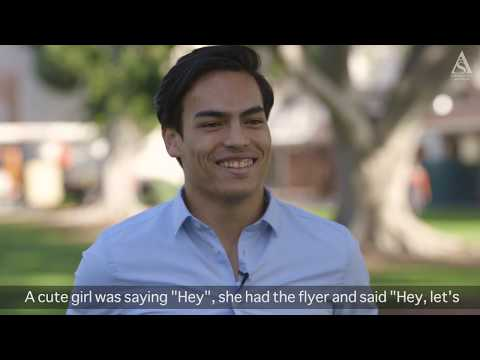 A cute girl was saying "Hey", she had the flyer and said "Hey, let's